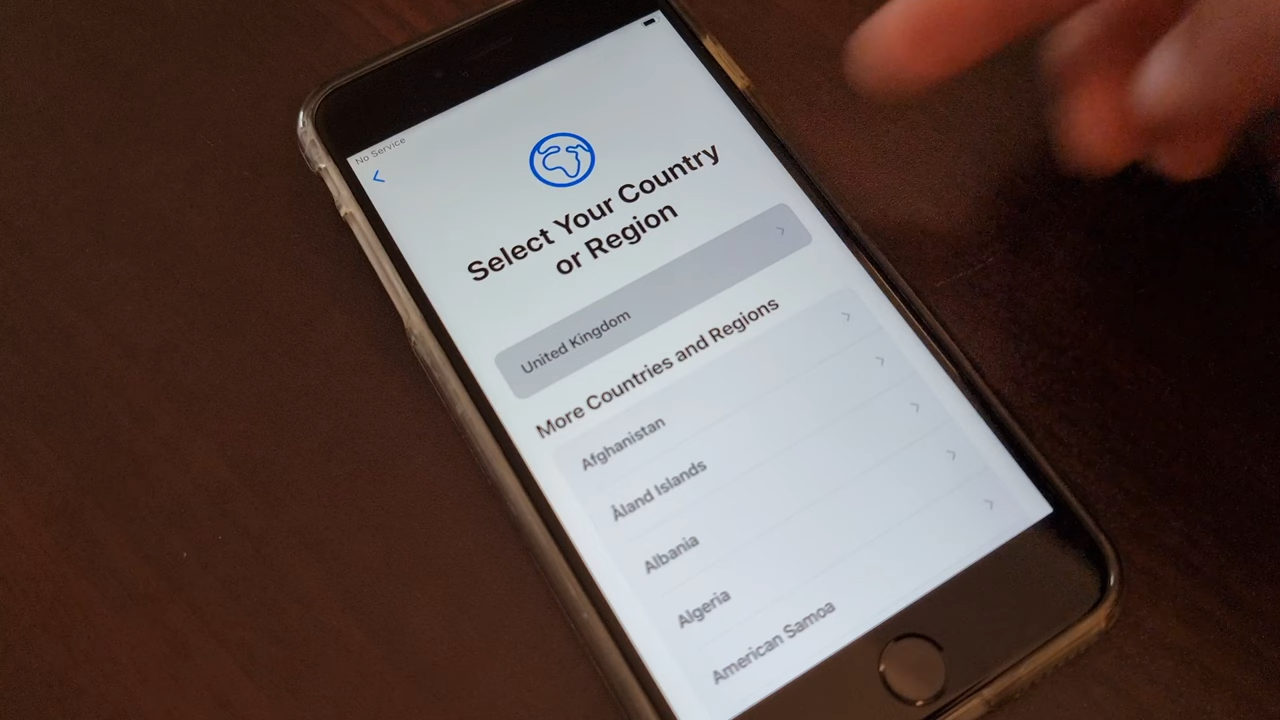 No Service
Select Your Country
or Region
United Kingdom
More Countries and Regions
Afghanistan
Åland Islands
Albania
Algeria
American Samoa